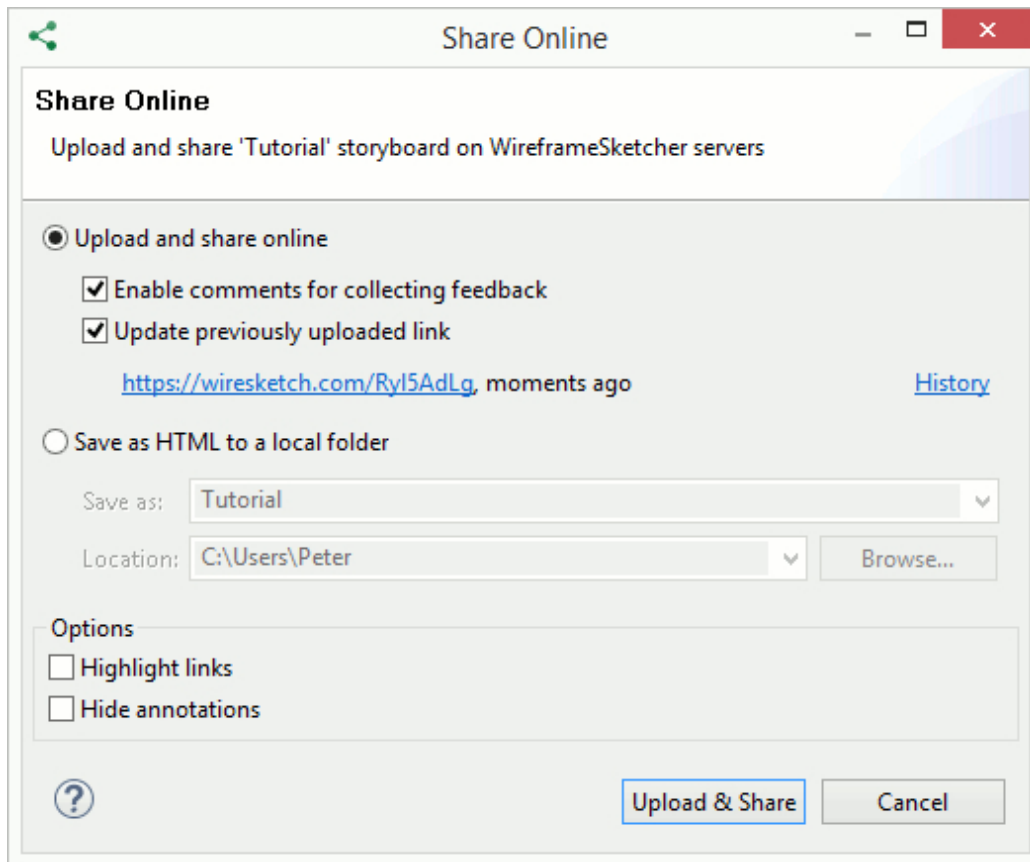 Share Online
Share Online
Upload and share 'Tutorial' storyboard on WireframeSketcher servers
Upload and share online
Enable comments for collecting feedback
Update previously uploaded link
https://wiresketch.com/RyI5AdLg, moments ago History
Save as HTML to a local folder
Save as: Tutorial
Location: C:\Users\Peter Browse...
Options
Highlight links
Hide annotations
? Upload & Share Cancel